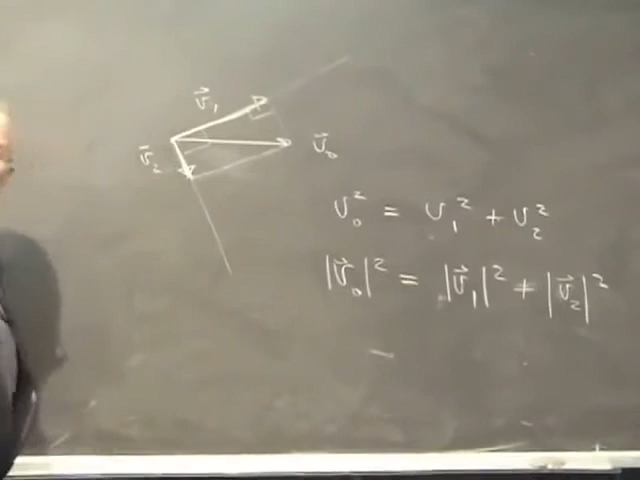 v⃗₁
v⃗₀
v⃗₂
v₀² = v₁² + v₂²
|v⃗₀|² = |v⃗₁|² + |v⃗₂|²